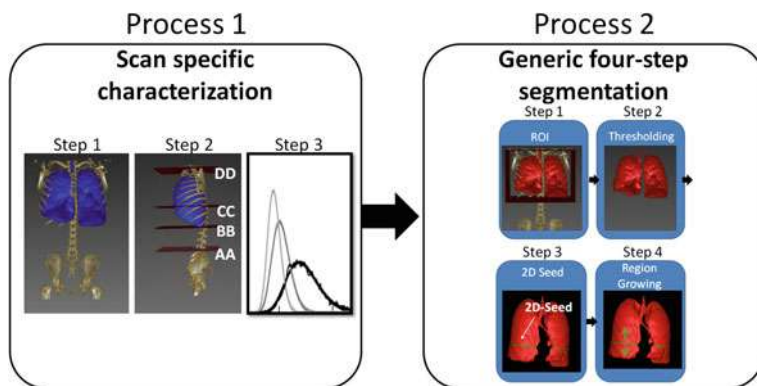 Process 1
Scan specific
characterization
Step 1
Step 2
Step 3
DD
CC
BB
AA
Process 2
Generic four-step
segmentation
Step 1
Step 2
ROI
Thresholding
Step 3
Step 4
2D Seed
Region
Growing
2D-Seed